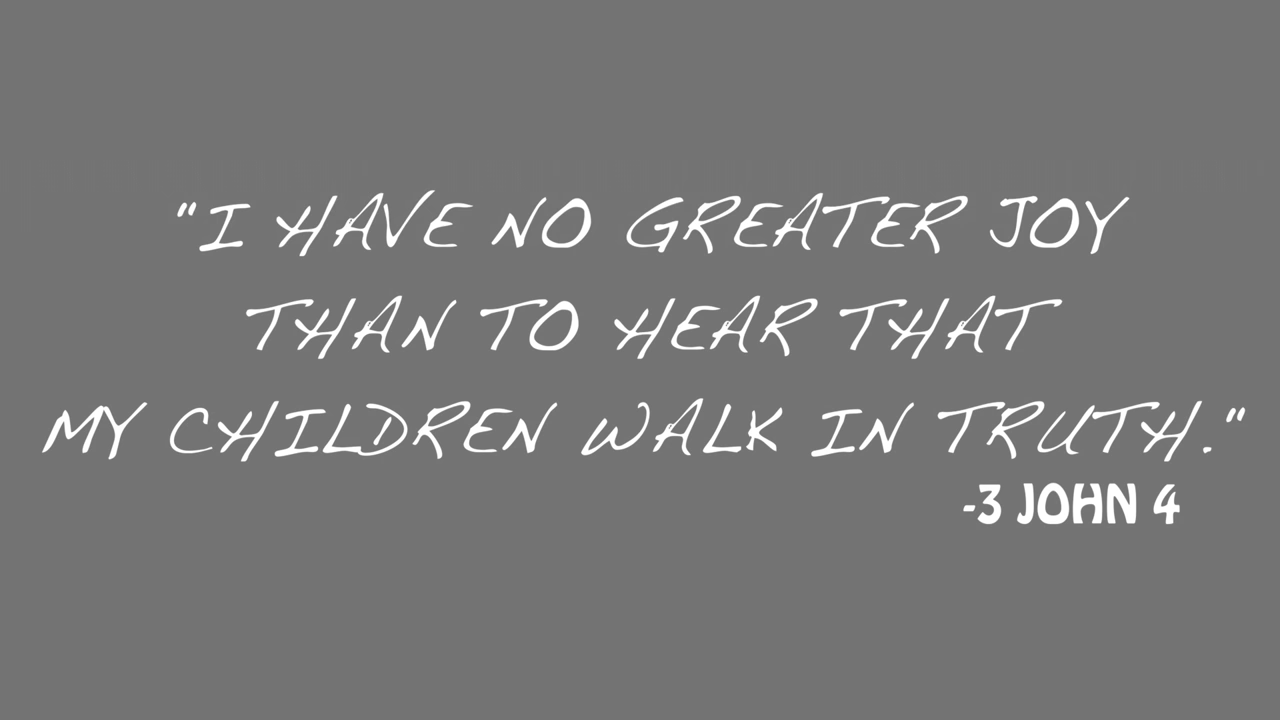 "I HAVE NO GREATER JOY
THAN TO HEAR THAT
MY CHILDREN WALK IN TRUTH."
-3 JOHN 4